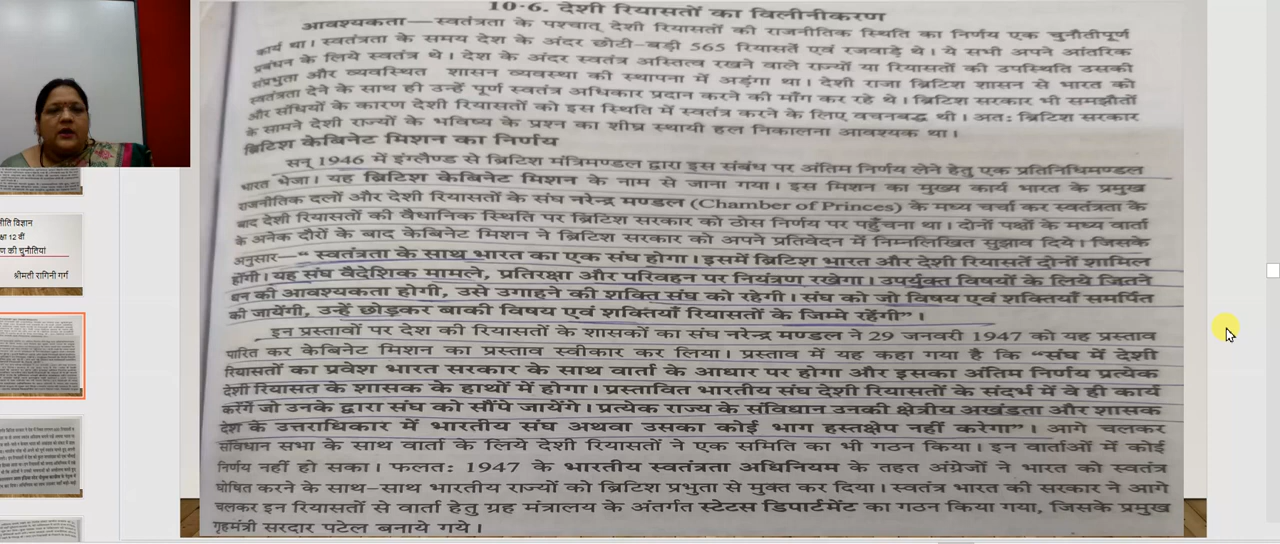 10·6. देशी रियासतों का विलीनीकरण
आवश्यकता—स्वतंत्रता के पश्चात् देशी रियासतों की राजनीतिक स्थिति का निर्णय एक चुनौतीपूर्ण
कार्य था। स्वतंत्रता के समय देश के अंदर छोटी-बड़ी 565 रियासतें एवं रजवाड़े थे। ये सभी अपने आंतरिक
प्रबंधन के लिये स्वतंत्र थे। देश के अंदर स्वतंत्र अस्तित्व रखने वाले राज्यों या रियासतों की उपस्थिति उसकी
संप्रभुता और व्यवस्थित शासन व्यवस्था की स्थापना में अड़ंगा था। देशी राजा ब्रिटिश शासन से भारत को
स्वतंत्रता देने के साथ ही उन्हें पूर्ण स्वतंत्र अधिकार प्रदान करने की माँग कर रहे थे। ब्रिटिश सरकार भी समझौतों
और संधियों के कारण देशी रियासतों को इस स्थिति में स्वतंत्र करने के लिए वचनबद्ध थी। अतः ब्रिटिश सरकार
के सामने देशी राज्यों के भविष्य के प्रश्न का शीघ्र स्थायी हल निकालना आवश्यक था।
ब्रिटिश केबिनेट मिशन का निर्णय
सन् 1946 में इंग्लैण्ड से ब्रिटिश मंत्रिमण्डल द्वारा इस संबंध पर अंतिम निर्णय लेने हेतु एक प्रतिनिधिमण्डल
भारत भेजा। यह ब्रिटिश केबिनेट मिशन के नाम से जाना गया। इस मिशन का मुख्य कार्य भारत के प्रमुख
राजनीतिक दलों और देशी रियासतों के संघ नरेन्द्र मण्डल (Chamber of Princes) के मध्य चर्चा कर स्वतंत्रता के
बाद देशी रियासतों की वैधानिक स्थिति पर ब्रिटिश सरकार को ठोस निर्णय पर पहुँचना था। दोनों पक्षों के मध्य वार्ता
के अनेक दौरों के बाद केबिनेट मिशन ने ब्रिटिश सरकार को अपने प्रतिवेदन में निम्नलिखित सुझाव दिये। जिसके
अनुसार—“ स्वतंत्रता के साथ भारत का एक संघ होगा। इसमें ब्रिटिश भारत और देशी रियासतें दोनों शामिल
होंगी। यह संघ वैदेशिक मामले, प्रतिरक्षा और परिवहन पर नियंत्रण रखेगा। उपर्युक्त विषयों के लिये जितने
धन की आवश्यकता होगी, उसे उगाहने की शक्ति संघ को रहेगी। संघ को जो विषय एवं शक्तियाँ समर्पित
की जायेंगी, उन्हें छोड़कर बाकी विषय एवं शक्तियाँ रियासतों के जिम्मे रहेंगी”।
इन प्रस्तावों पर देश की रियासतों के शासकों का संघ नरेन्द्र मण्डल ने 29 जनवरी 1947 को यह प्रस्ताव
पारित कर केबिनेट मिशन का प्रस्ताव स्वीकार कर लिया। प्रस्ताव में यह कहा गया है कि “संघ में देशी
रियासतों का प्रवेश भारत सरकार के साथ वार्ता के आधार पर होगा और इसका अंतिम निर्णय प्रत्येक
देशी रियासत के शासक के हाथों में होगा। प्रस्तावित भारतीय संघ देशी रियासतों के संदर्भ में वे ही कार्य
करेंगें जो उनके द्वारा संघ को सौंपे जायेंगे। प्रत्येक राज्य के संविधान उनकी क्षेत्रीय अखंडता और शासक
देश के उत्तराधिकार में भारतीय संघ अथवा उसका कोई भाग हस्तक्षेप नहीं करेगा”। आगे चलकर
संविधान सभा के साथ वार्ता के लिये देशी रियासतों ने एक समिति का भी गठन किया। इन वार्ताओं में कोई
निर्णय नहीं हो सका। फलतः 1947 के भारतीय स्वतंत्रता अधिनियम के तहत अंग्रेजों ने भारत को स्वतंत्र
घोषित करने के साथ-साथ भारतीय राज्यों को ब्रिटिश प्रभुता से मुक्त कर दिया। स्वतंत्र भारत की सरकार ने आगे
चलकर इन रियासतों से वार्ता हेतु ग्रह मंत्रालय के अंतर्गत स्टेटस डिपार्टमेंट का गठन किया गया, जिसके प्रमुख
गृहमंत्री सरदार पटेल बनाये गये।
नीति विज्ञान
क्षा 12 वीं
ण की चुनौतियां
श्रीमती रागिनी गर्ग